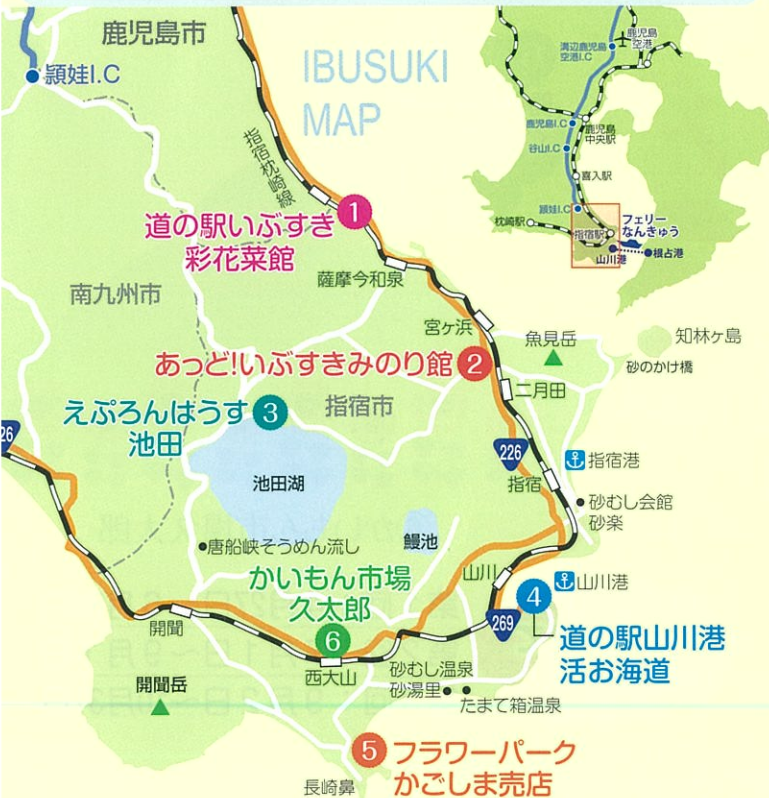 鹿児島市
頴娃I.C
IBUSUKI
MAP
指宿枕崎線
1
道の駅いぶすき
彩花菜館
薩摩今和泉
南九州市
宮ヶ浜
魚見岳
知林ヶ島
砂のかけ橋
あっど!いぶすきみのり館 2
二月田
えぷろんはうす 3
池田
指宿市
26
226
池田湖
指宿港
指宿
砂むし会館
砂楽
唐船峡そうめん流し
鰻池
かいもん市場
久太郎
6
山川
山川港
4
269
道の駅山川港
活お海道
開聞
西大山
開聞岳
砂むし温泉
砂湯里
たまて箱温泉
5 フラワーパーク
かごしま売店
長崎鼻
溝辺鹿児島
空港I.C
鹿児島
空港
鹿児島I.C
鹿児島
中央駅
谷山I.C
喜入駅
頴娃I.C
枕崎駅
指宿駅
フェリー
なんきゅう
山川港
根占港